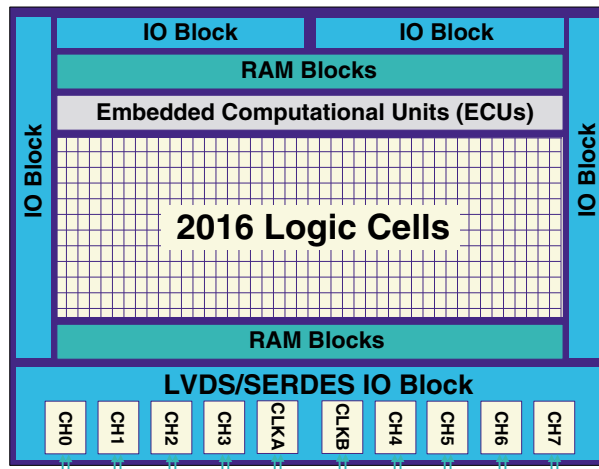 IO Block
IO Block
RAM Blocks
Embedded Computational Units (ECUs)
IO Block
2016 Logic Cells
IO Block
RAM Blocks
LVDS/SERDES IO Block
CH0
CH1
CH2
CH3
CLKA
CLKB
CH4
CH5
CH6
CH7